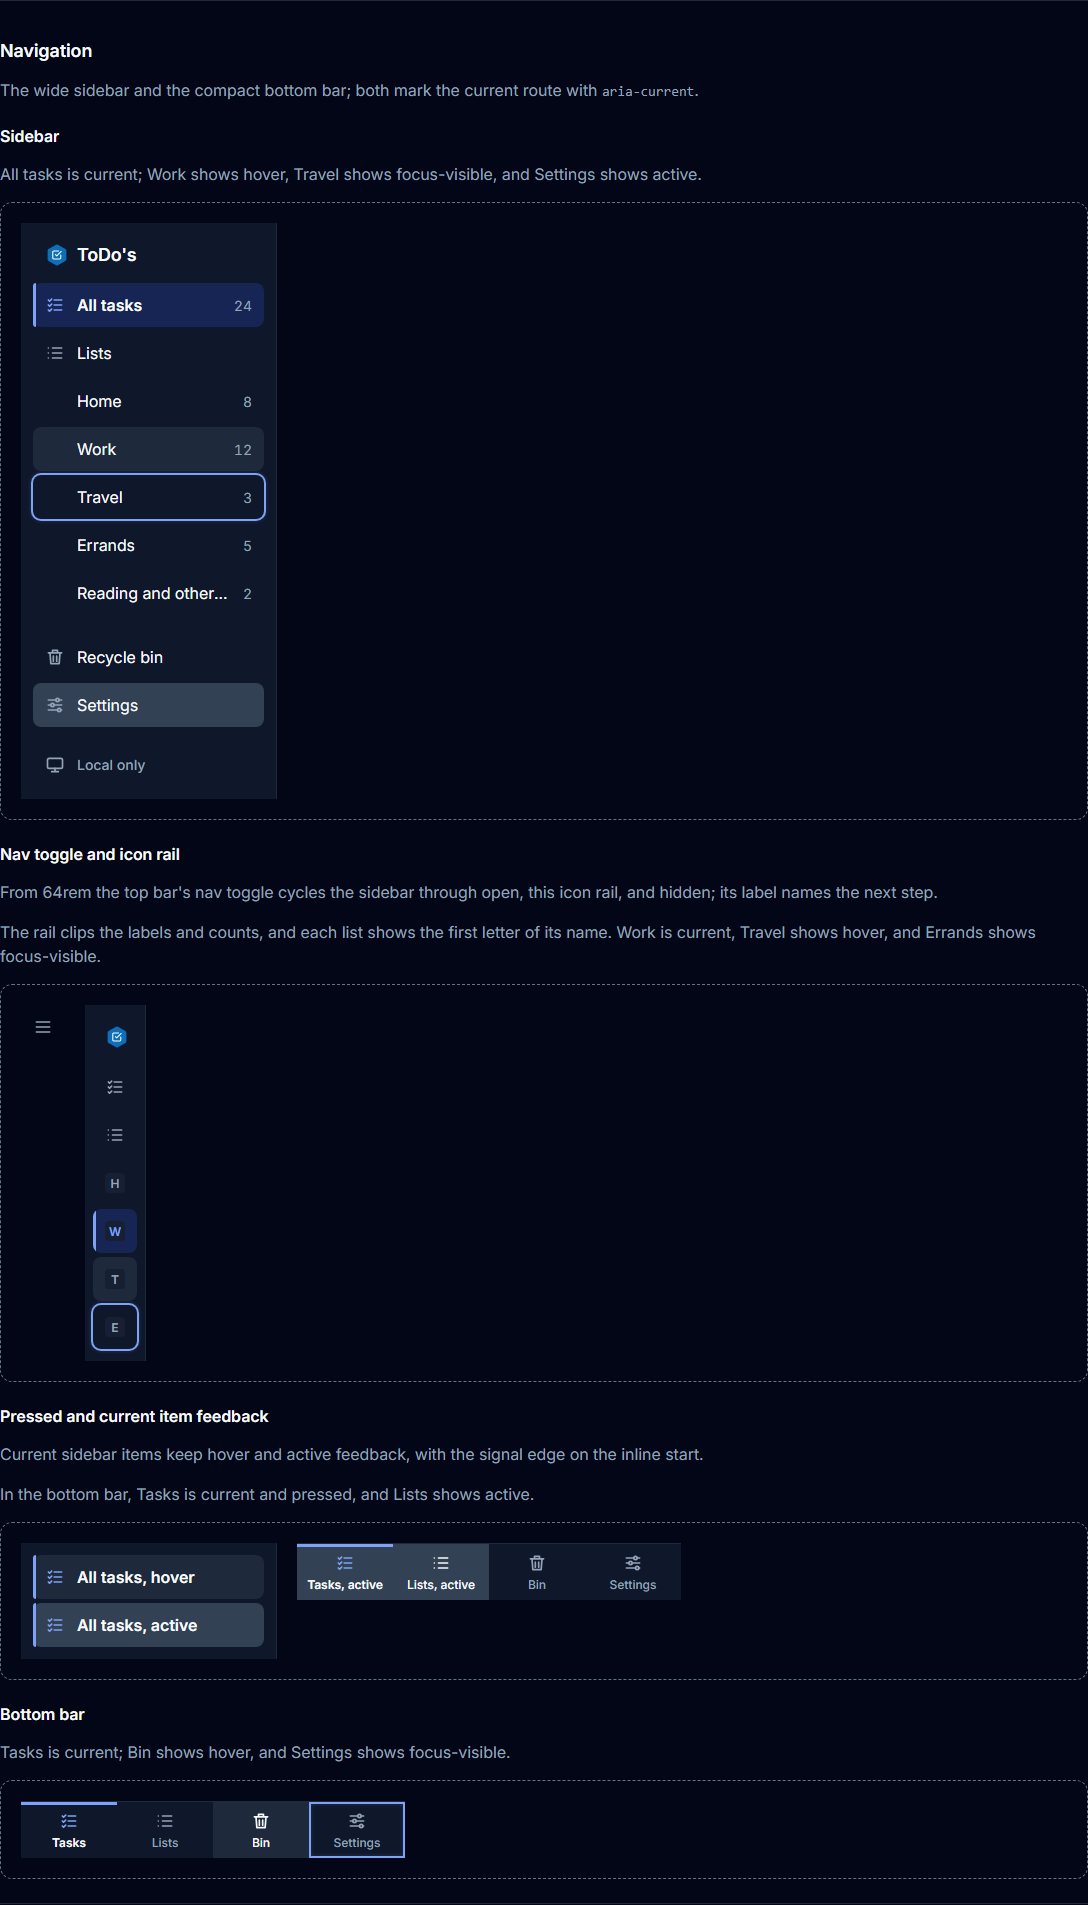 Navigation
The wide sidebar and the compact bottom bar; both mark the current route with aria-current.
Sidebar
All tasks is current; Work shows hover, Travel shows focus-visible, and Settings shows active.
ToDo's
All tasks 24
Lists
Home 8
Work 12
Travel 3
Errands 5
Reading and other... 2
Recycle bin
Settings
Local only
Nav toggle and icon rail
From 64rem the top bar's nav toggle cycles the sidebar through open, this icon rail, and hidden; its label names the next step.
The rail clips the labels and counts, and each list shows the first letter of its name. Work is current, Travel shows hover, and Errands shows
focus-visible.
H
W
T
E
Pressed and current item feedback
Current sidebar items keep hover and active feedback, with the signal edge on the inline start.
In the bottom bar, Tasks is current and pressed, and Lists shows active.
All tasks, hover
All tasks, active
Tasks, active Lists, active Bin Settings
Bottom bar
Tasks is current; Bin shows hover, and Settings shows focus-visible.
Tasks Lists Bin Settings